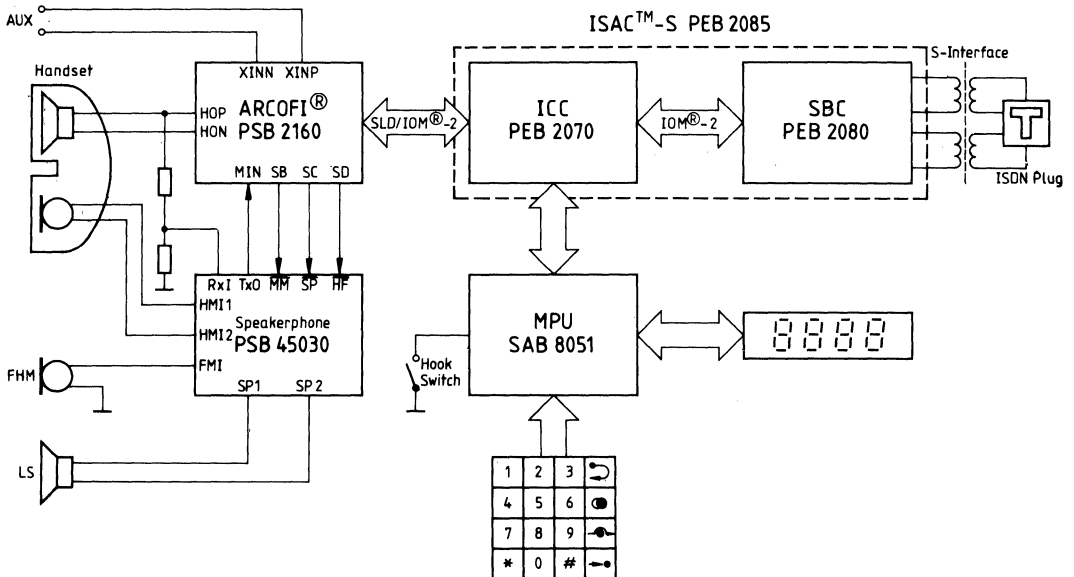 AUX
ISAC™-S PEB 2085
Handset
XINN XINP
S-Interface
ARCOFI®
PSB 2160
HOP
HON
SLD/IOM®-2
ICC
PEB 2070
IOM®-2
SBC
PEB 2080
T
ISDN Plug
MIN SB SC SD
RxI TxO MM SP HF
HMI1
Speakerphone
HMI2
PSB 45030
FMI
SP1 SP2
MPU
SAB 8051
8888
Hook
Switch
FHM
LS
1 2 3
4 5 6
7 8 9
* 0 #